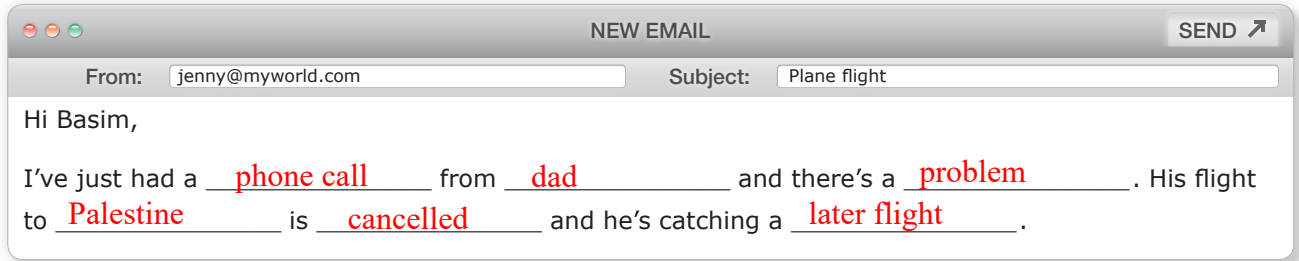 NEW EMAIL
SEND
From: jenny@myworld.com Subject: Plane flight
Hi Basim,
I've just had a phone call from dad and there's a problem. His flight
to Palestine is cancelled and he's catching a later flight.